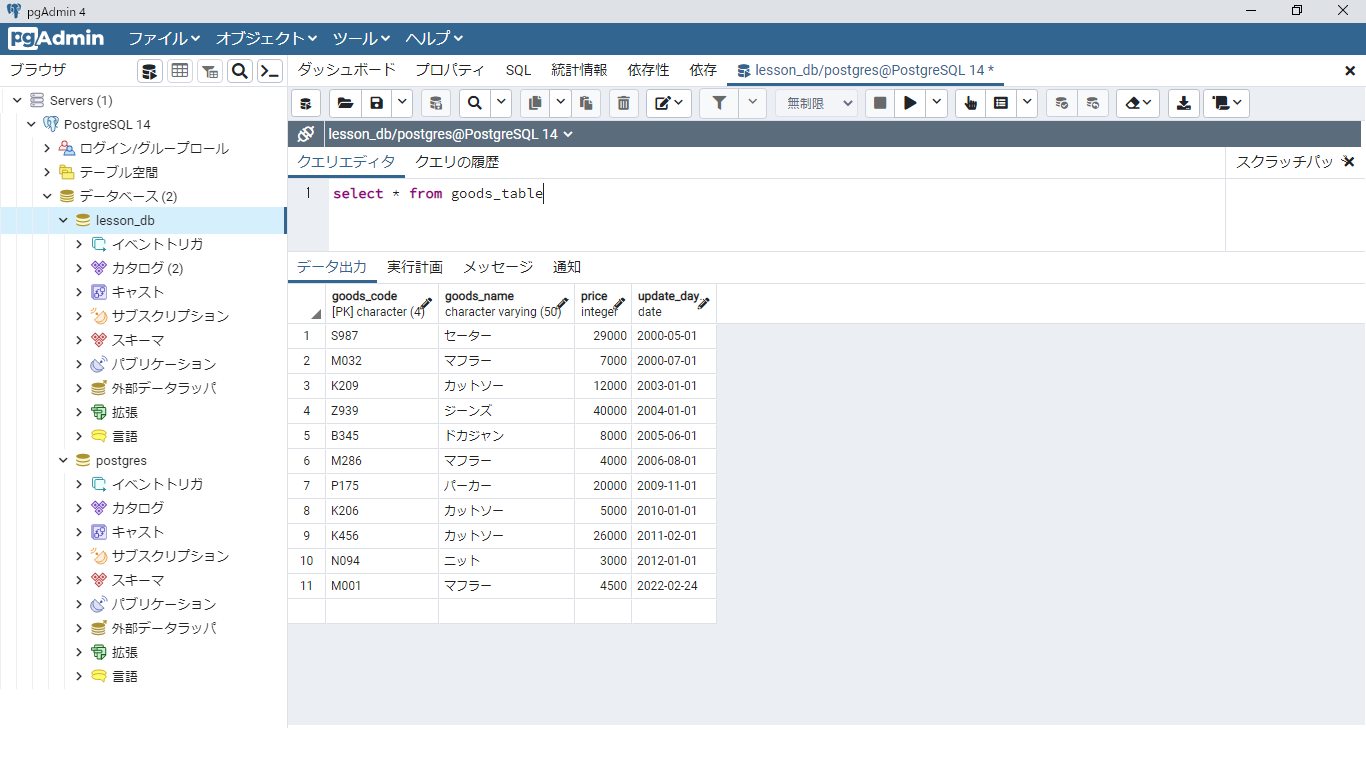 pgAdmin 4
pgAdmin ファイル オブジェクト ツール ヘルプ
ブラウザ
ダッシュボード プロパティ SQL 統計情報 依存性 依存 lesson_db/postgres@PostgreSQL 14 *
無制限
lesson_db/postgres@PostgreSQL 14
Servers (1)
PostgreSQL 14
ログイン/グループロール
テーブル空間
データベース (2)
lesson_db
イベントトリガ
カタログ (2)
キャスト
サブスクリプション
スキーマ
パブリケーション
外部データラッパ
拡張
言語
postgres
イベントトリガ
カタログ
キャスト
サブスクリプション
スキーマ
パブリケーション
外部データラッパ
拡張
言語
クエリエディタ クエリの履歴
スクラッチパッ
1 select * from goods_table
データ出力 実行計画 メッセージ 通知
goods_code goods_name price update_day..
[PK] character (4) character varying (50) integer date
1 S987 セーター 29000 2000-05-01
2 M032 マフラー 7000 2000-07-01
3 K209 カットソー 12000 2003-01-01
4 Z939 ジーンズ 40000 2004-01-01
5 B345 ドカジャン 8000 2005-06-01
6 M286 マフラー 4000 2006-08-01
7 P175 パーカー 20000 2009-11-01
8 K206 カットソー 5000 2010-01-01
9 K456 カットソー 26000 2011-02-01
10 N094 ニット 3000 2012-01-01
11 M001 マフラー 4500 2022-02-24